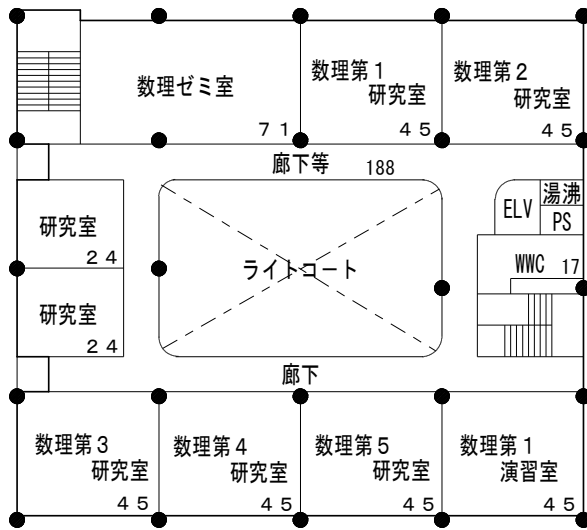 数理ゼミ室
７１
数理第１
研究室
４５
数理第２
研究室
４５
廊下等 188
研究室
２４
研究室
２４
ライトコート
ELV
湯沸
PS
WWC 17
廊下
数理第３
研究室
４５
数理第４
研究室
４５
数理第５
研究室
４５
数理第１
演習室
４５